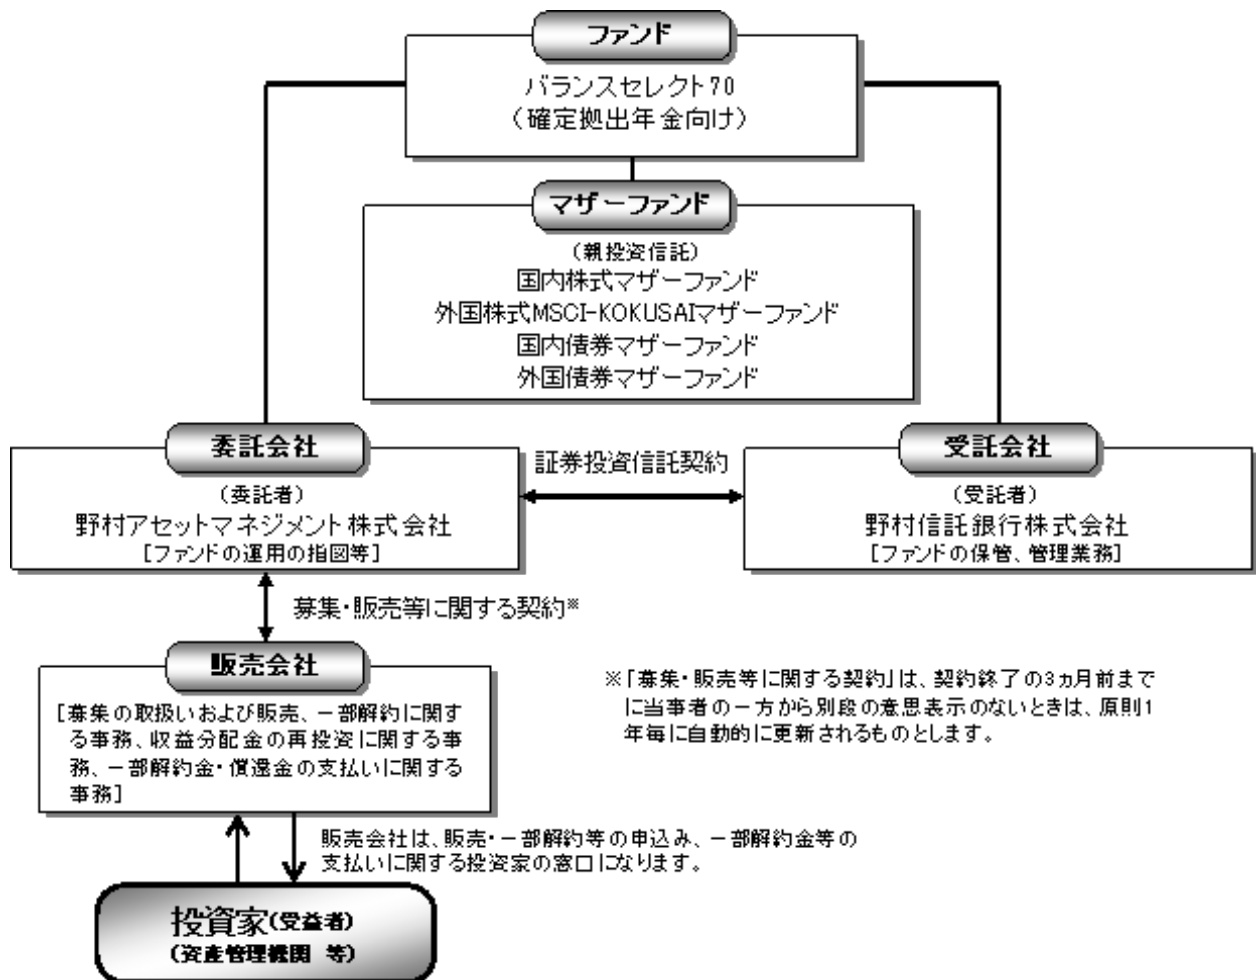 ファンド
バランスセレクト70
（確定拠出年金向け）
マザーファンド
（親投資信託）
国内株式マザーファンド
外国株式MSCI-KOKUSAIマザーファンド
国内債券マザーファンド
外国債券マザーファンド
委託会社
（委託者）
野村アセットマネジメント株式会社
［ファンドの運用の指図等］
証券投資信託契約
受託会社
（受託者）
野村信託銀行株式会社
［ファンドの保管、管理業務］
募集・販売等に関する契約※
販売会社
［募集の取扱いおよび販売、一部解約に関す
る事務、収益分配金の再投資に関する事
務、一部解約金・償還金の支払いに関する
事務］
※「募集・販売等に関する契約」は、契約終了の3ヵ月前まで
に当事者の一方から別段の意思表示のないときは、原則1
年毎に自動的に更新されるものとします。
販売会社は、販売・一部解約等の申込み、一部解約金等の
支払いに関する投資家の窓口になります。
投資家（受益者）
（資産管理機関 等）